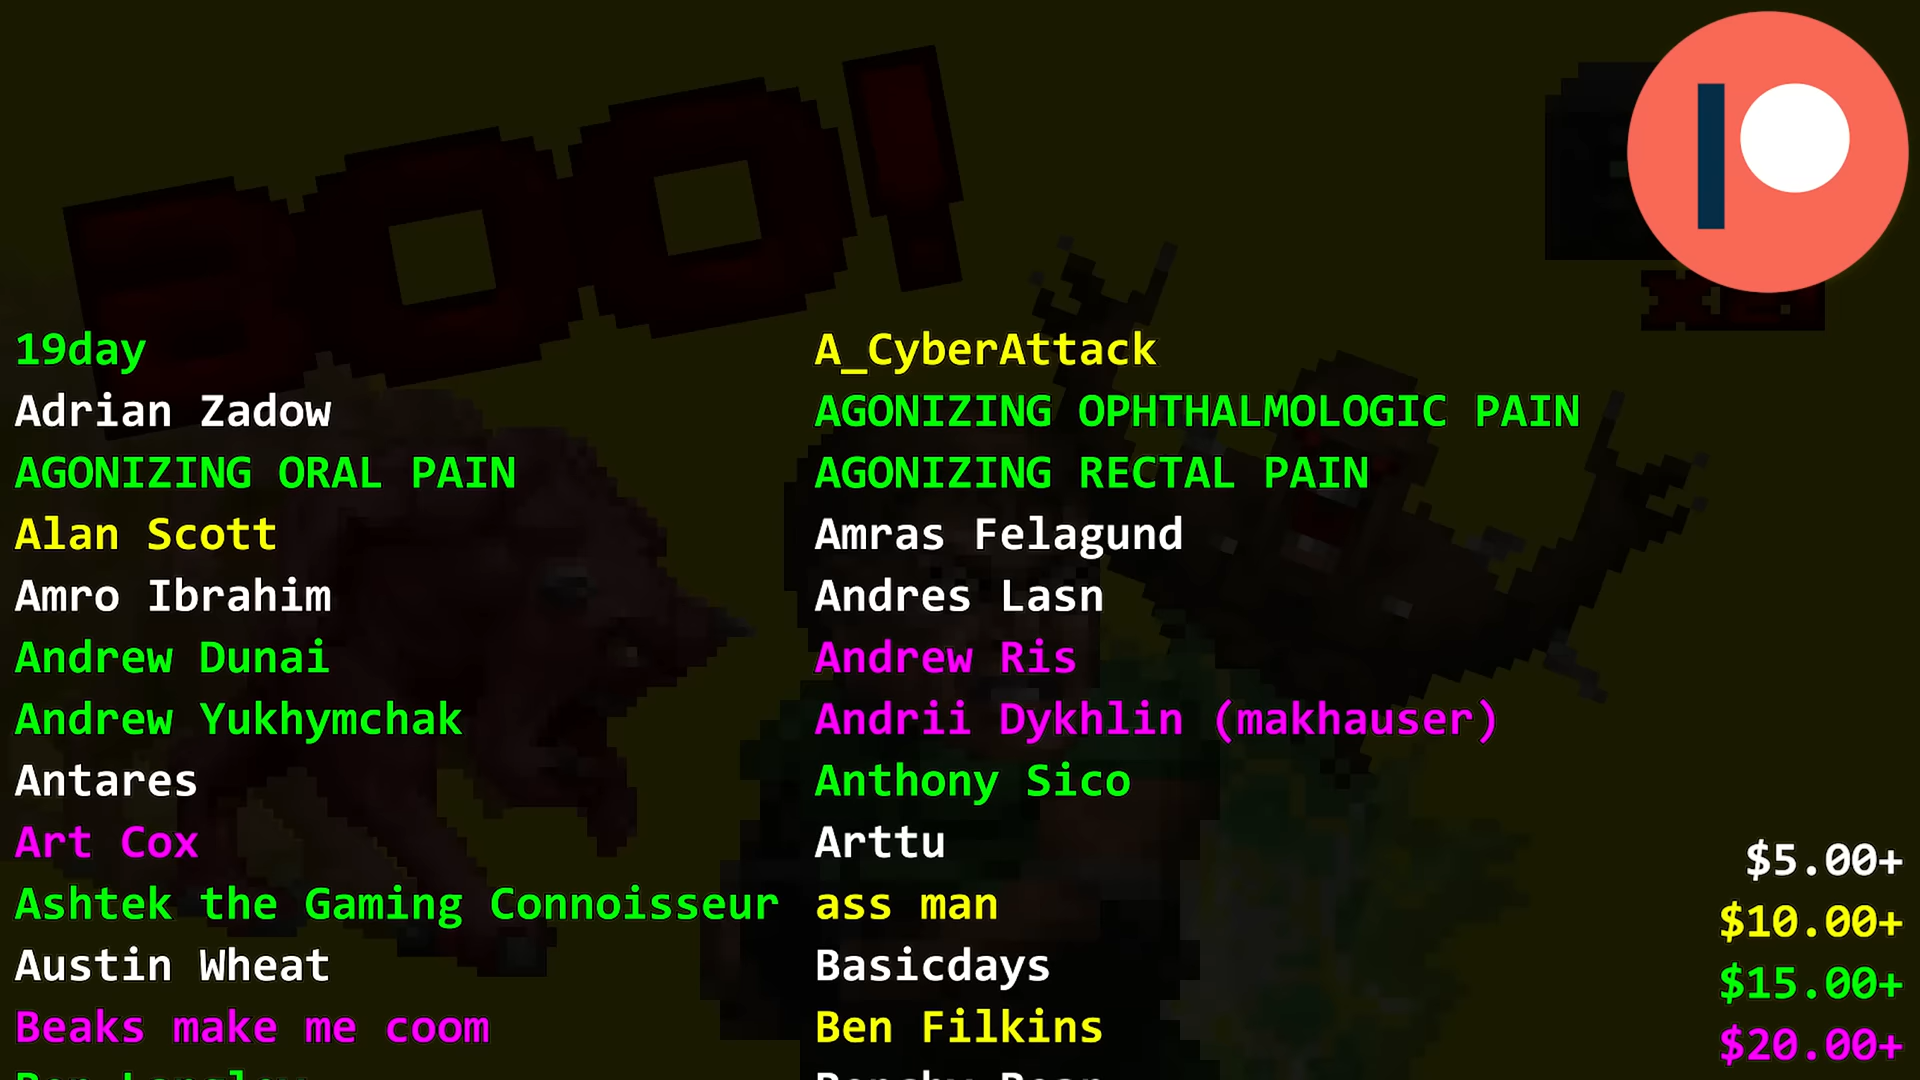 BOO!
19day A_CyberAttack
Adrian Zadow AGONIZING OPHTHALMOLOGIC PAIN
AGONIZING ORAL PAIN AGONIZING RECTAL PAIN
Alan Scott Amras Felagund
Amro Ibrahim Andres Lasn
Andrew Dunai Andrew Ris
Andrew Yukhymchak Andrii Dykhlin (makhauser)
Antares Anthony Sico
Art Cox Arttu
Ashtek the Gaming Connoisseur ass man
Austin Wheat Basicdays
Beaks make me coom Ben Filkins
$5.00+
$10.00+
$15.00+
$20.00+